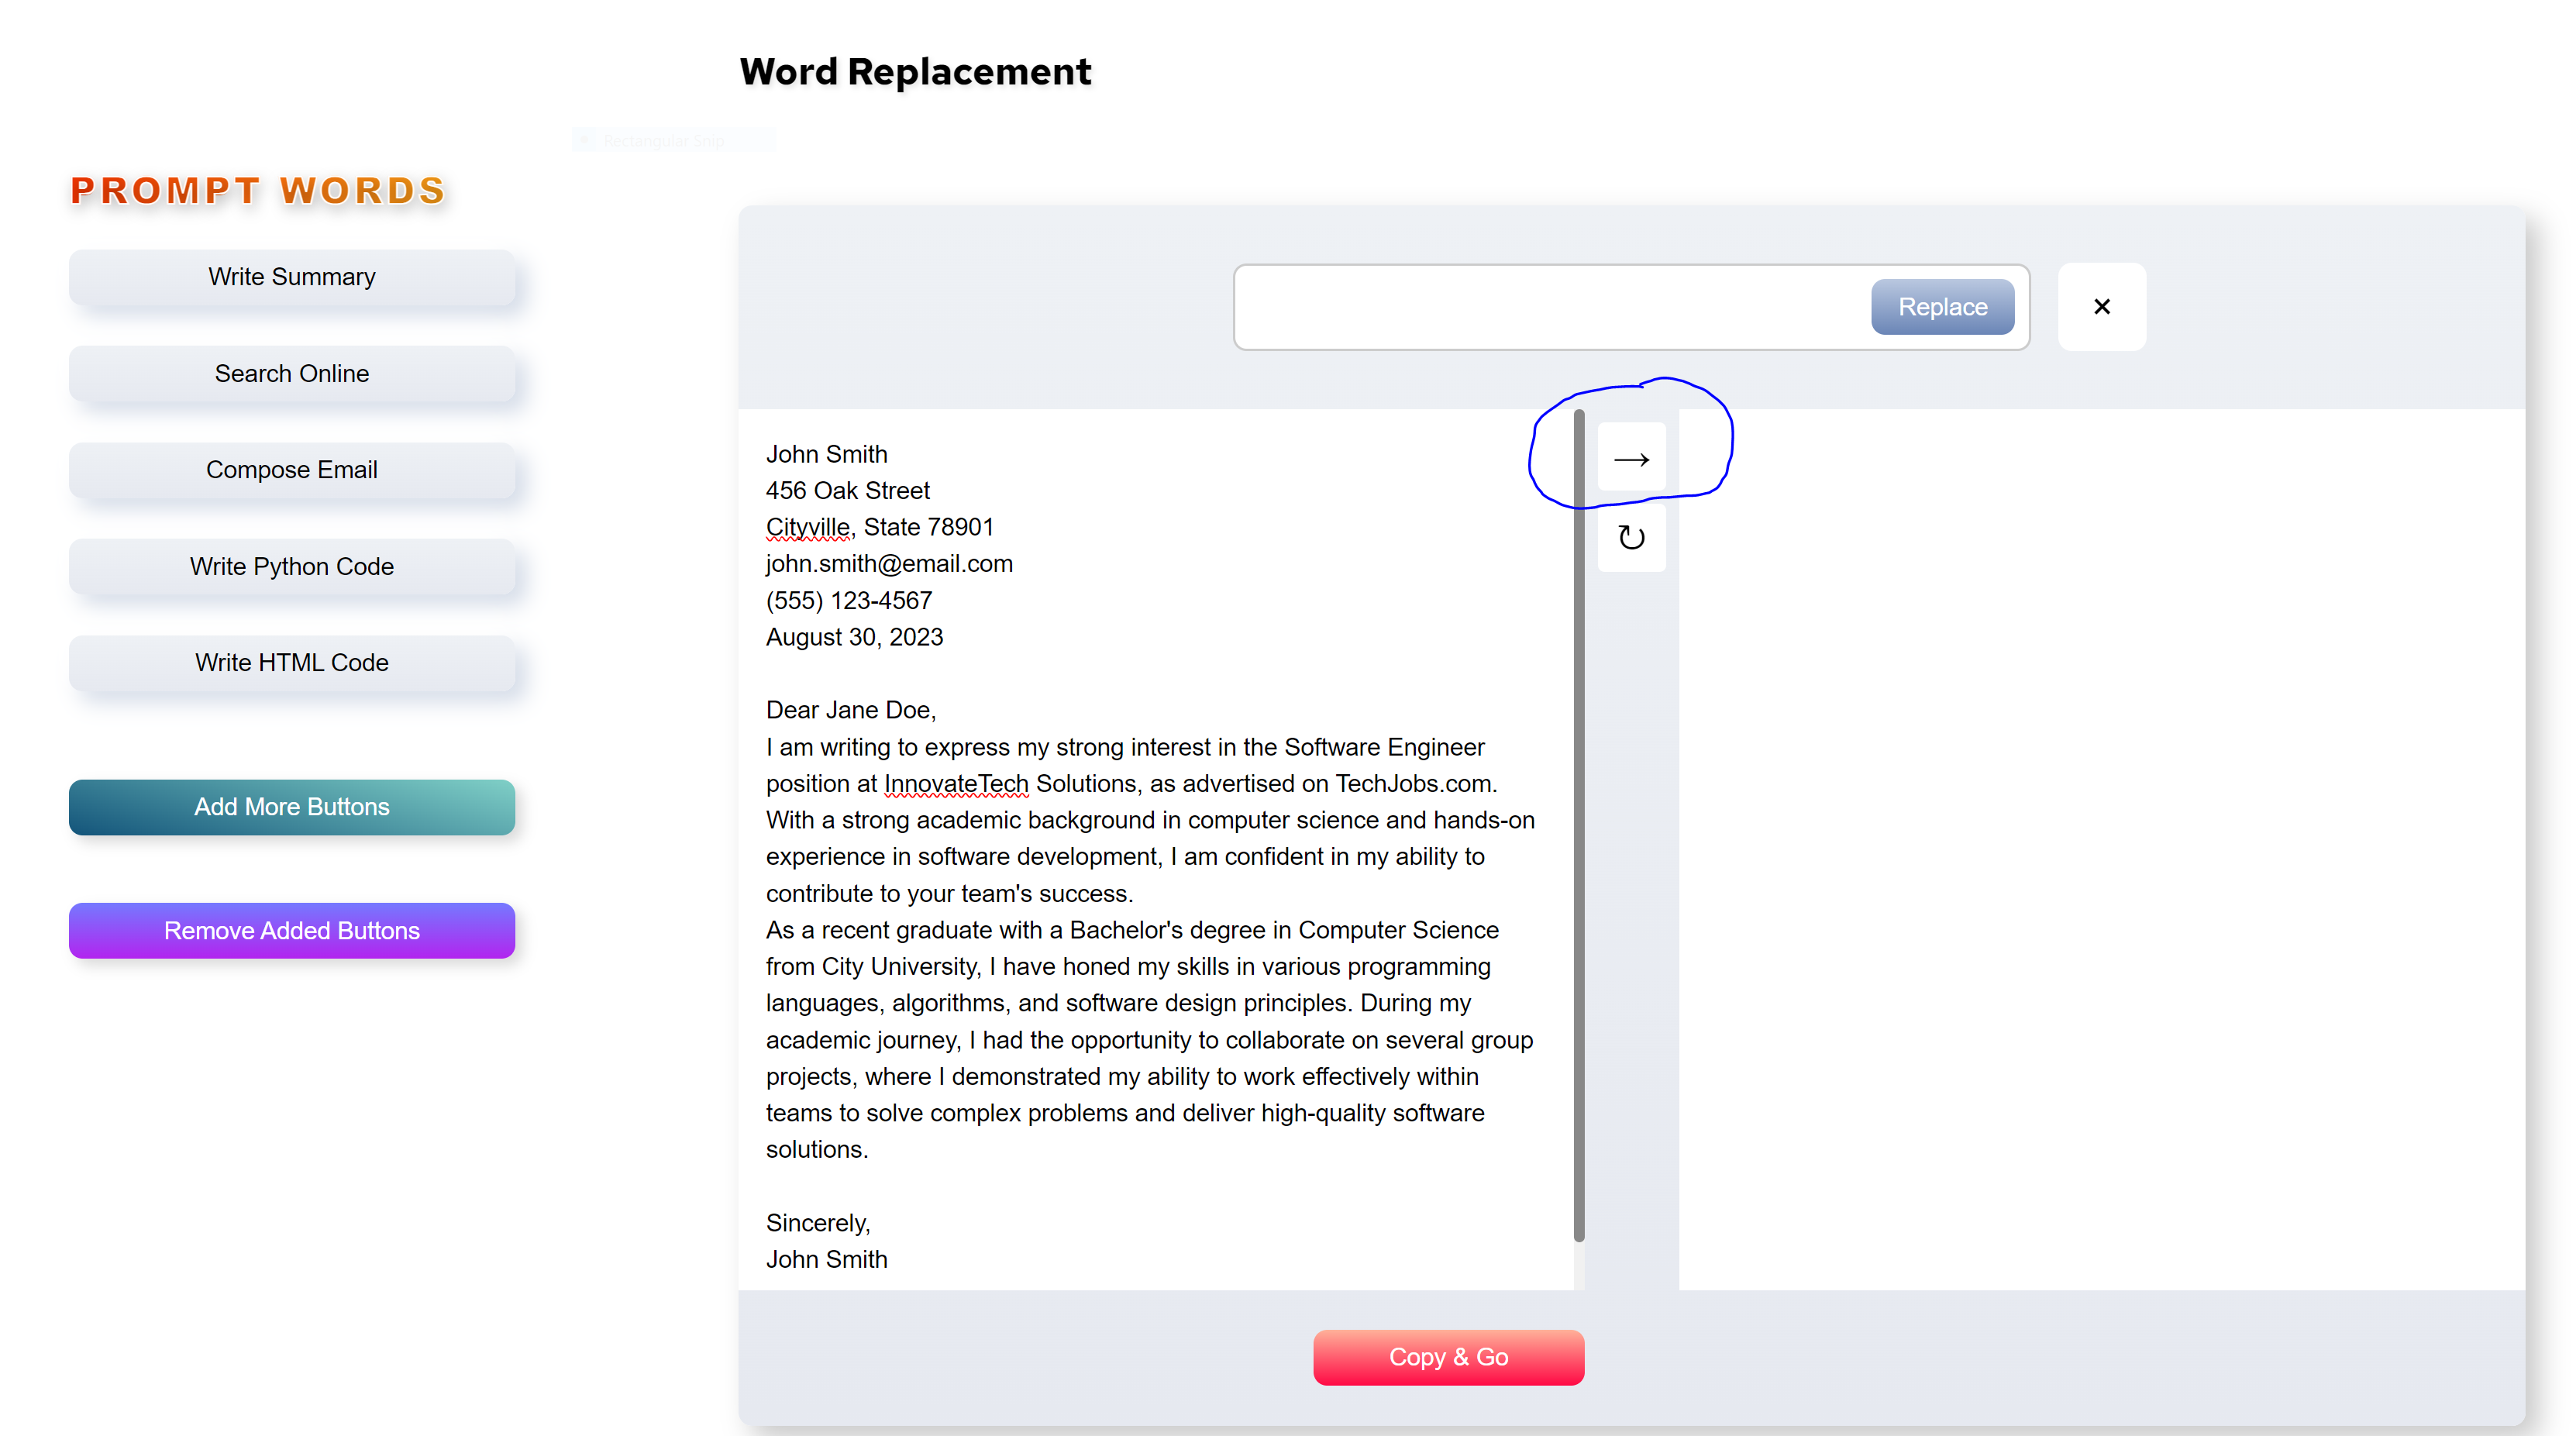 Word Replacement
Rectangular Snip
PROMPT WORDS
Write Summary
Search Online
Compose Email
Write Python Code
Write HTML Code
Add More Buttons
Remove Added Buttons
Replace
×
→
↻
John Smith
456 Oak Street
Cityville, State 78901
john.smith@email.com
(555) 123-4567
August 30, 2023
Dear Jane Doe,
I am writing to express my strong interest in the Software Engineer
position at InnovateTech Solutions, as advertised on TechJobs.com.
With a strong academic background in computer science and hands-on
experience in software development, I am confident in my ability to
contribute to your team's success.
As a recent graduate with a Bachelor's degree in Computer Science
from City University, I have honed my skills in various programming
languages, algorithms, and software design principles. During my
academic journey, I had the opportunity to collaborate on several group
projects, where I demonstrated my ability to work effectively within
teams to solve complex problems and deliver high-quality software
solutions.
Sincerely,
John Smith
Copy & Go